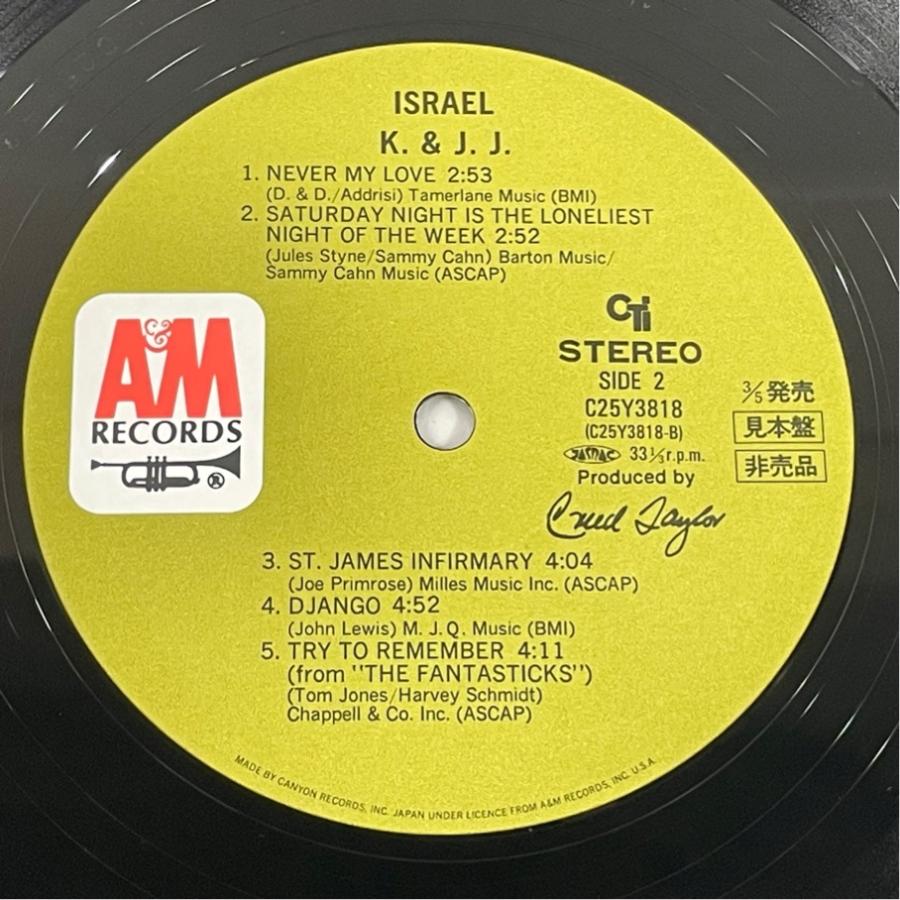 ISRAEL
K. & J. J.
1. NEVER MY LOVE 2:53
(D. & D./Addrisi) Tamerlane Music (BMI)
2. SATURDAY NIGHT IS THE LONELIEST
NIGHT OF THE WEEK 2:52
(Jules Styne/Sammy Cahn) Barton Music/
Sammy Cahn Music (ASCAP)
A&M
RECORDS
®
CTi
STEREO
SIDE 2
C25Y3818
(C25Y3818-B)
JASRAC 33⅓r.p.m.
Produced by
Creed Taylor
3/5発売
見本盤
非売品
3. ST. JAMES INFIRMARY 4:04
(Joe Primrose) Milles Music Inc. (ASCAP)
4. DJANGO 4:52
(John Lewis) M. J. Q. Music (BMI)
5. TRY TO REMEMBER 4:11
(from "THE FANTASTICKS")
(Tom Jones/Harvey Schmidt)
Chappell & Co. Inc. (ASCAP)
MADE BY CANYON RECORDS, INC. JAPAN UNDER LICENCE FROM A&M RECORDS, INC. U.S.A.